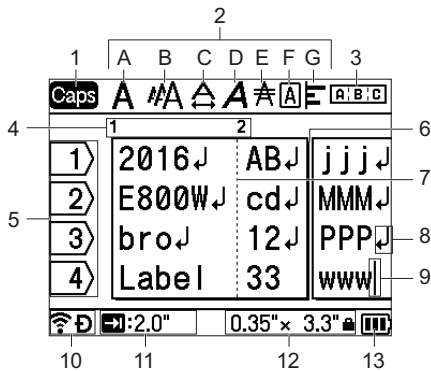 2
1 A B C D E F G 3
Caps A A A A A A A B C
4 1 2 6
1 2016↲ AB↲ jjj↲
7
2 E800W↲ cd↲ MMM↲
5
3 bro↲ 12↲ PPP↲ 8
4 Label 33 www 9
Đ :2.0" 0.35"× 3.3"
10 11 12 13